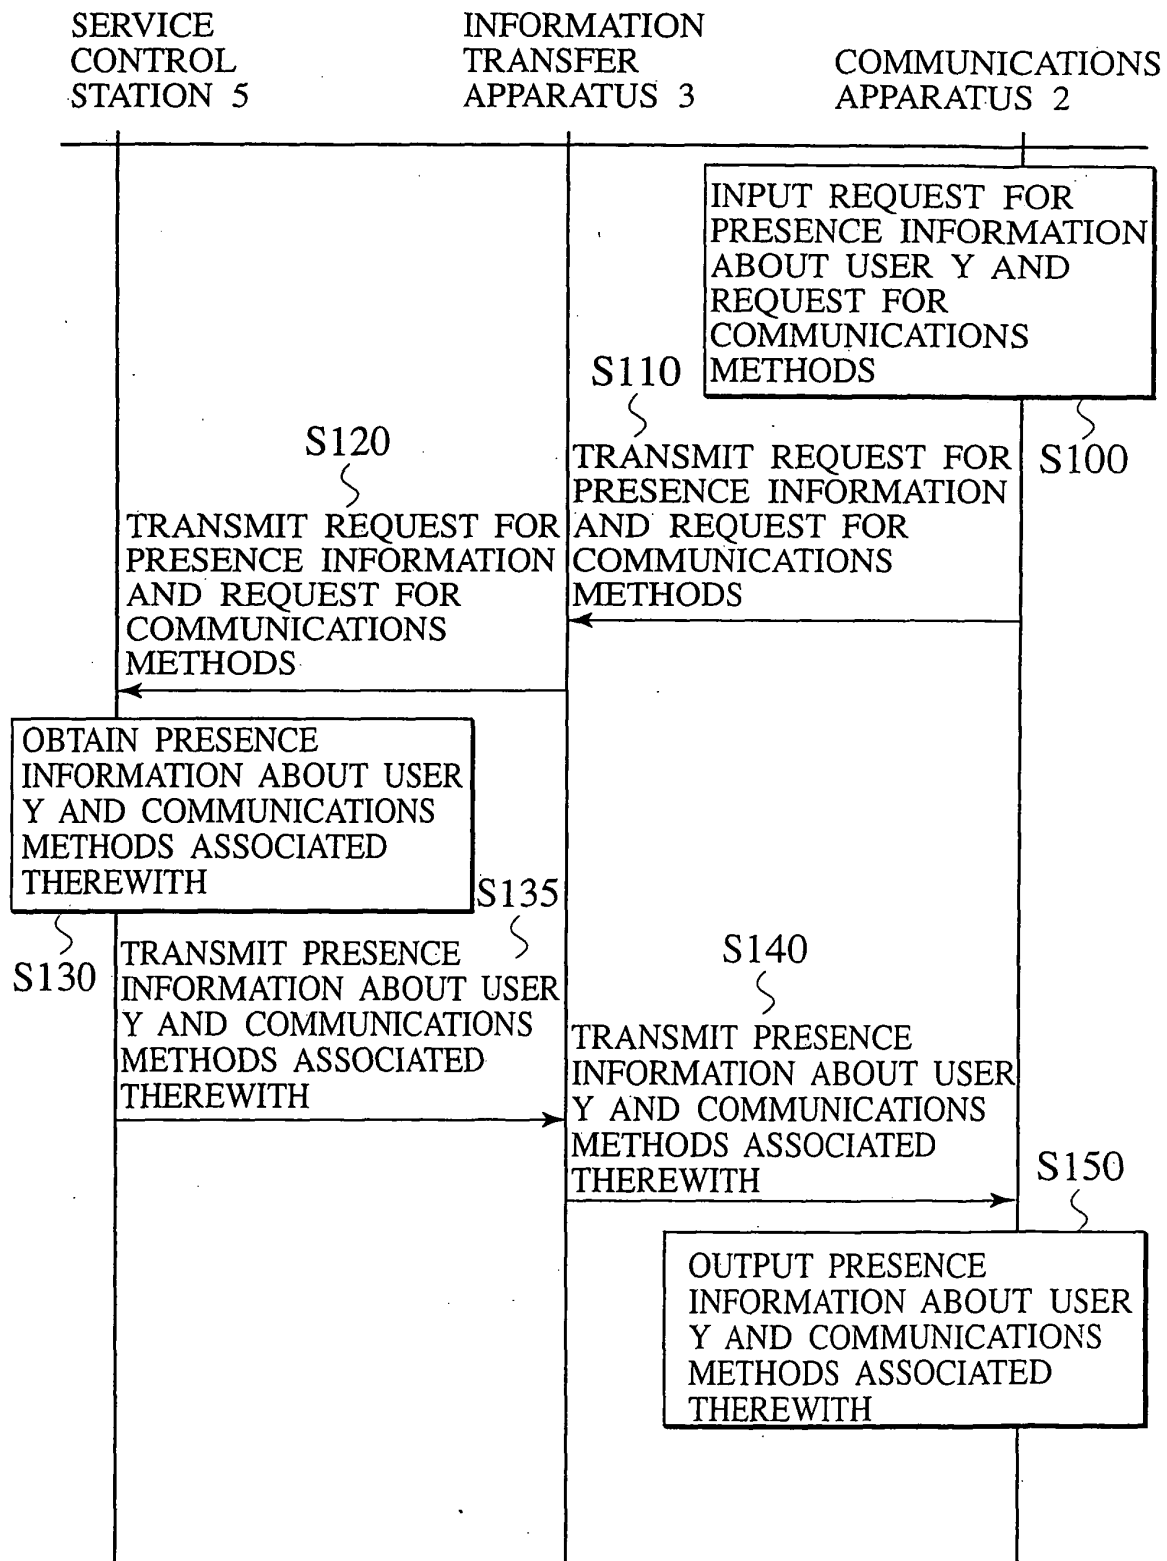 SERVICE
CONTROL
STATION 5
INFORMATION
TRANSFER
APPARATUS 3
COMMUNICATIONS
APPARATUS 2
INPUT REQUEST FOR
PRESENCE INFORMATION
ABOUT USER Y AND
REQUEST FOR
COMMUNICATIONS
METHODS
S100
S110
TRANSMIT REQUEST FOR
PRESENCE INFORMATION
AND REQUEST FOR
COMMUNICATIONS
METHODS
S120
TRANSMIT REQUEST FOR
PRESENCE INFORMATION
AND REQUEST FOR
COMMUNICATIONS
METHODS
OBTAIN PRESENCE
INFORMATION ABOUT USER
Y AND COMMUNICATIONS
METHODS ASSOCIATED
THEREWITH
S130
S135
TRANSMIT PRESENCE
INFORMATION ABOUT USER
Y AND COMMUNICATIONS
METHODS ASSOCIATED
THEREWITH
S140
TRANSMIT PRESENCE
INFORMATION ABOUT USER
Y AND COMMUNICATIONS
METHODS ASSOCIATED
THEREWITH
S150
OUTPUT PRESENCE
INFORMATION ABOUT USER
Y AND COMMUNICATIONS
METHODS ASSOCIATED
THEREWITH